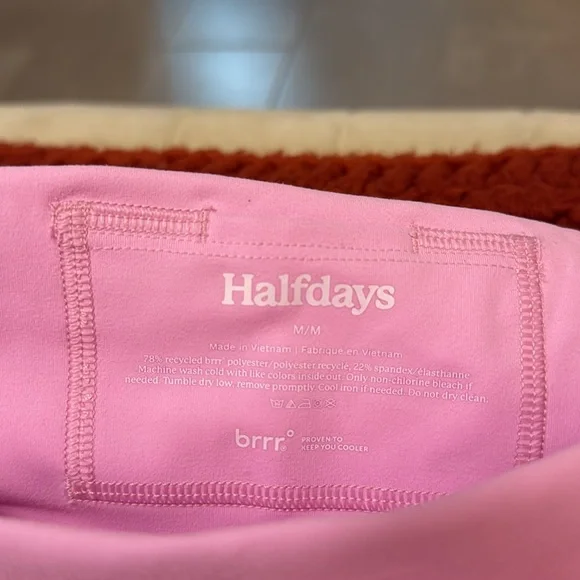 Halfdays
M/M
Made in Vietnam | Fabriqué en Vietnam
78% recycled brrr° polyester/polyester recyclé, 22% spandex/élasthanne
Machine wash cold with like colors inside out. Only non-chlorine bleach if
needed. Tumble dry low, remove promptly. Cool iron if needed. Do not dry clean.
brrr°
PROVEN TO
KEEP YOU COOLER